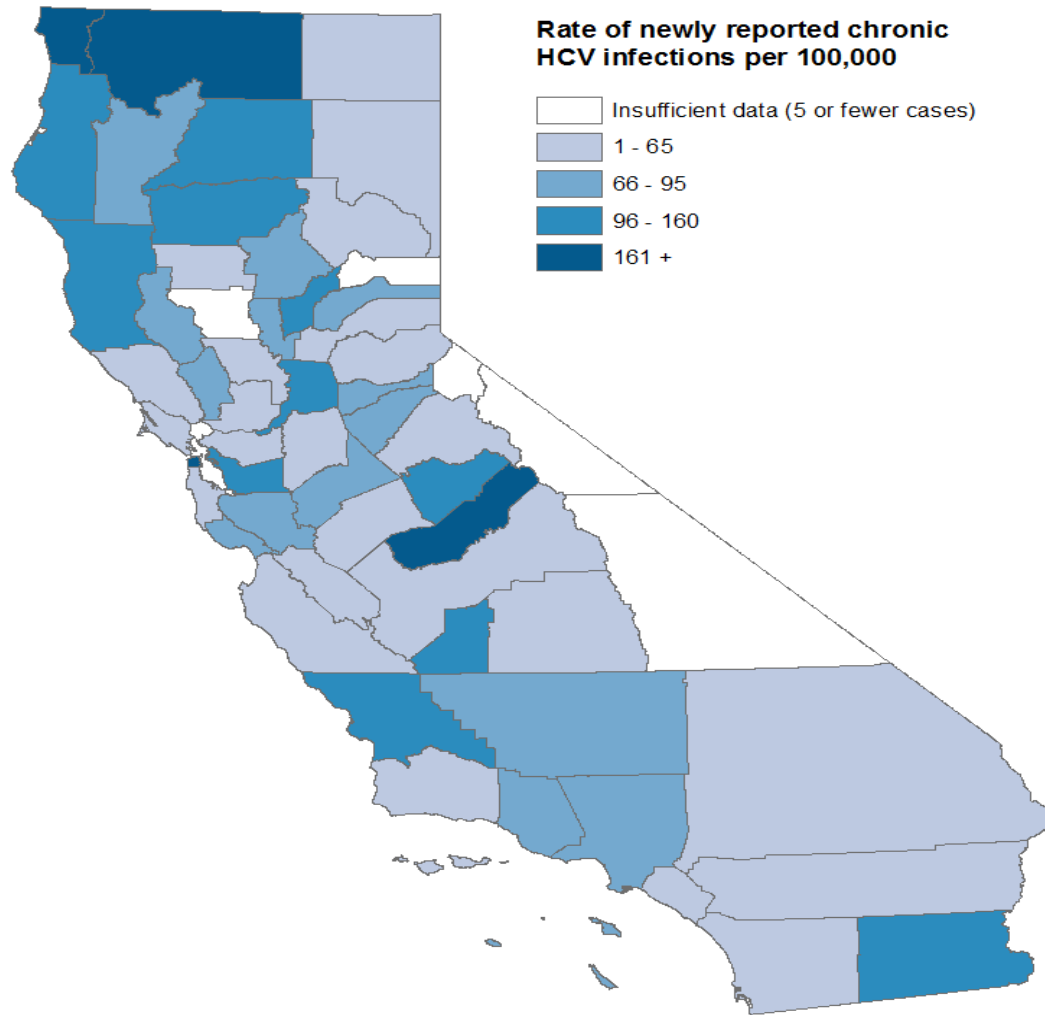 Rate of newly reported chronic
HCV infections per 100,000
Insufficient data (5 or fewer cases)
1 - 65
66 - 95
96 - 160
161 +